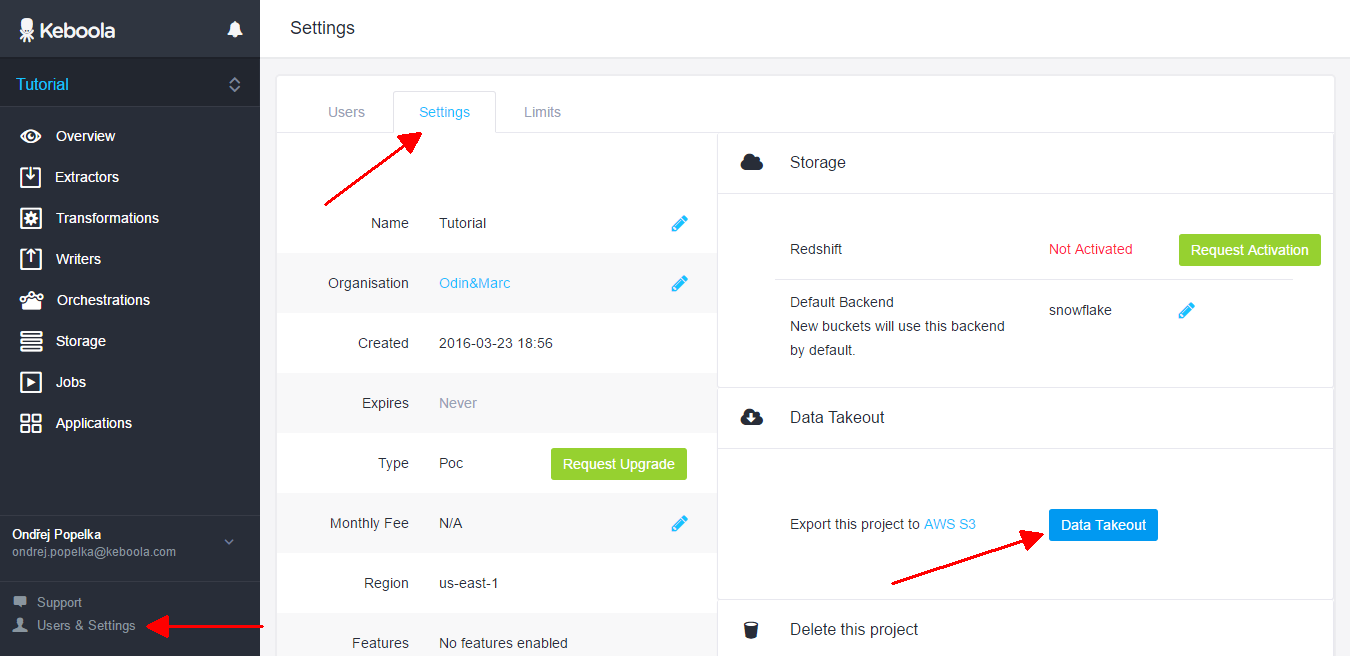 Keboola
Tutorial
Overview
Extractors
Transformations
Writers
Orchestrations
Storage
Jobs
Applications
Ondřej Popelka
ondrej.popelka@keboola.com
Support
Users & Settings
Settings
Users Settings Limits
Name Tutorial
Organisation Odin&Marc
Created 2016-03-23 18:56
Expires Never
Type Poc Request Upgrade
Monthly Fee N/A
Region us-east-1
Features No features enabled
Storage
Redshift Not Activated Request Activation
Default Backend snowflake
New buckets will use this backend
by default.
Data Takeout
Export this project to AWS S3 Data Takeout
Delete this project